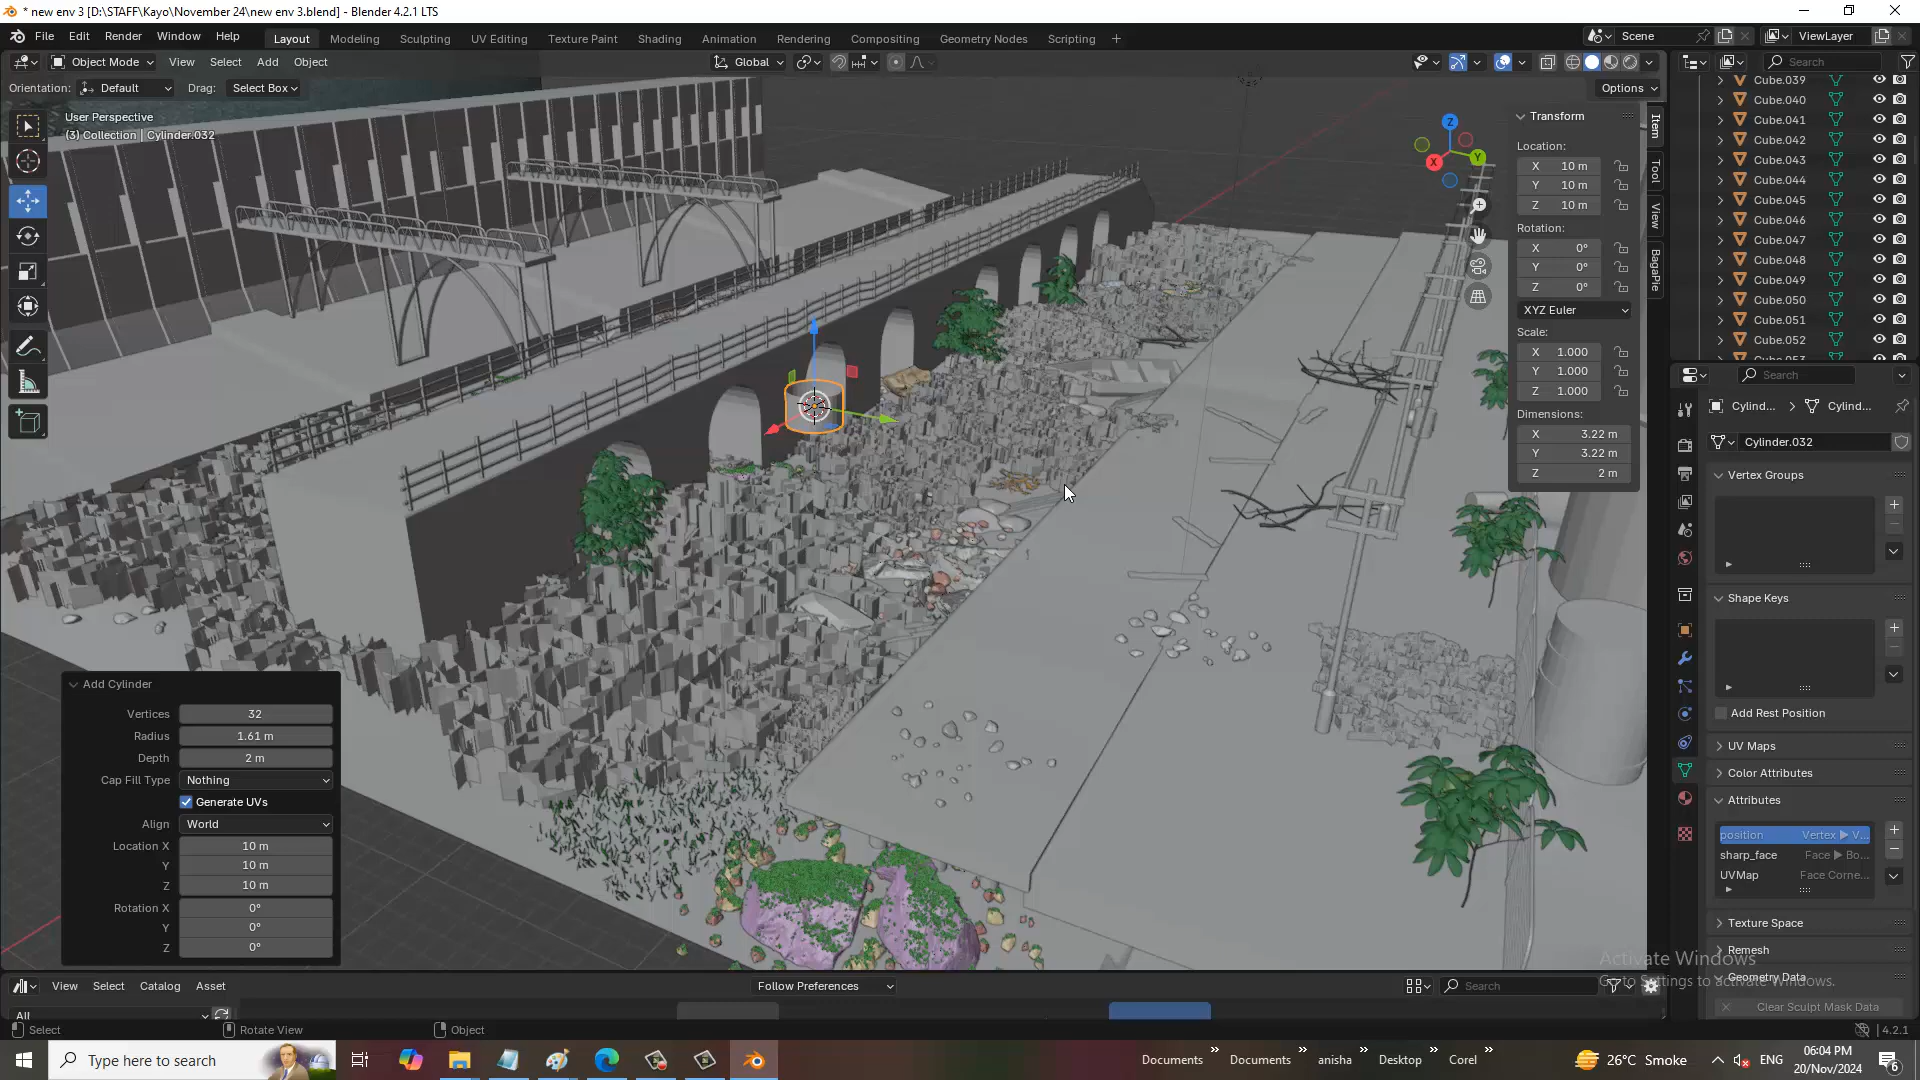 * new env 3 [D:\STAFF\Kayo\November 24\new env 3.blend] - Blender 4.2.1 LTS
File Edit Render Window Help
Layout Modeling Sculpting UV Editing Texture Paint Shading Animation Rendering Compositing Geometry Nodes Scripting +
Scene
ViewLayer
Object Mode View Select Add Object
Global
Search
Orientation: Default Drag: Select Box
Options
User Perspective
(3) Collection | Cylinder.032
Z
Y
X
Transform
Location:
X 10 m
Y 10 m
Z 10 m
Rotation:
X 0°
Y 0°
Z 0°
XYZ Euler
Scale:
X 1.000
Y 1.000
Z 1.000
Dimensions:
X 3.22 m
Y 3.22 m
Z 2 m
Item
Tool
View
BagaPie
Cube.039
Cube.040
Cube.041
Cube.042
Cube.043
Cube.044
Cube.045
Cube.046
Cube.047
Cube.048
Cube.049
Cube.050
Cube.051
Cube.052
Cube.053
Search
Cylind... > Cylind...
Cylinder.032
Vertex Groups
Shape Keys
Add Rest Position
UV Maps
Color Attributes
Attributes
position Vertex ▶ V...
sharp_face Face ▶ Bo...
UVMap Face Corne...
Texture Space
Remesh
Geometry Data
Clear Sculpt Mask Data
Activate Windows
Go to Settings to activate Windows.
Add Cylinder
Vertices 32
Radius 1.61 m
Depth 2 m
Cap Fill Type Nothing
Generate UVs
Align World
Location X 10 m
Y 10 m
Z 10 m
Rotation X 0°
Y 0°
Z 0°
View Select Catalog Asset
Follow Preferences
Search
All
Select
Rotate View
Object
4.2.1
Type here to search
Documents » Documents » anisha » Desktop » Corel »
26°C Smoke
ENG
06:04 PM
20/Nov/2024
6